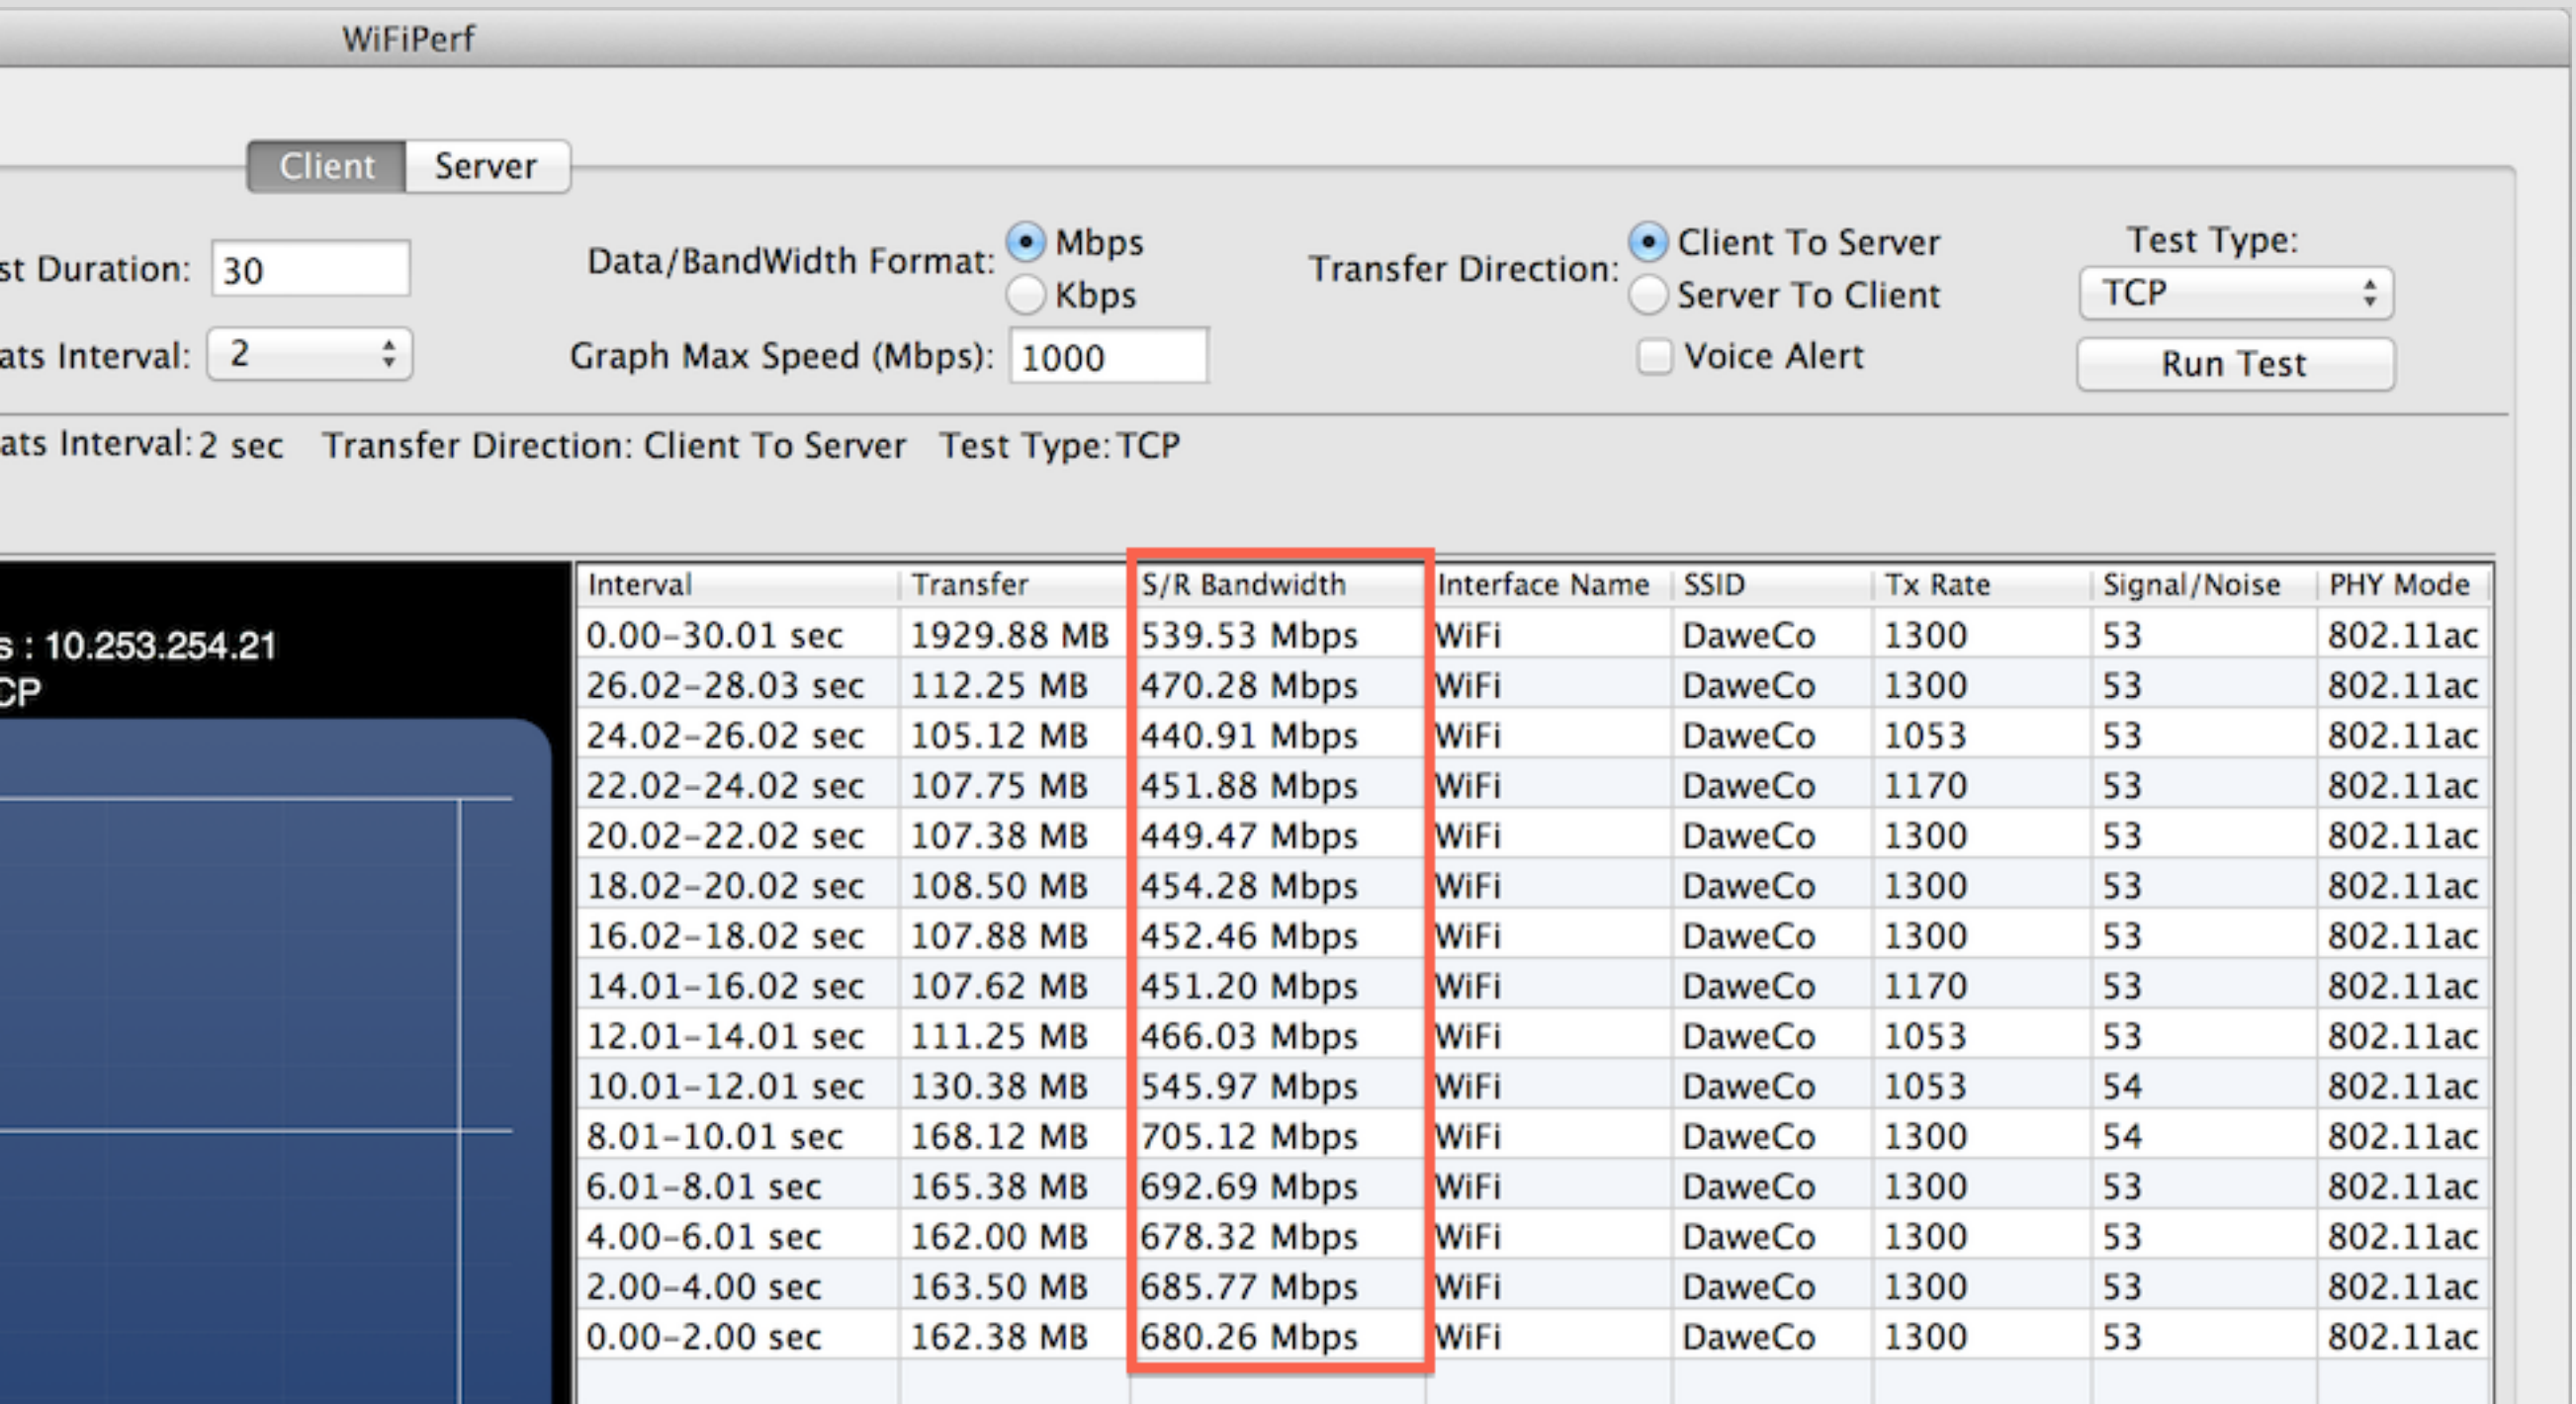 WiFiPerf
Client Server
st Duration: 30 Data/BandWidth Format: Mbps Transfer Direction: Client To Server Test Type:
Kbps Server To Client TCP
ats Interval: 2 Graph Max Speed (Mbps): 1000 Voice Alert Run Test
ats Interval: 2 sec Transfer Direction: Client To Server Test Type: TCP
s : 10.253.254.21
CP
Interval Transfer S/R Bandwidth Interface Name SSID Tx Rate Signal/Noise PHY Mode
0.00-30.01 sec 1929.88 MB 539.53 Mbps WiFi DaweCo 1300 53 802.11ac
26.02-28.03 sec 112.25 MB 470.28 Mbps WiFi DaweCo 1300 53 802.11ac
24.02-26.02 sec 105.12 MB 440.91 Mbps WiFi DaweCo 1053 53 802.11ac
22.02-24.02 sec 107.75 MB 451.88 Mbps WiFi DaweCo 1170 53 802.11ac
20.02-22.02 sec 107.38 MB 449.47 Mbps WiFi DaweCo 1300 53 802.11ac
18.02-20.02 sec 108.50 MB 454.28 Mbps WiFi DaweCo 1300 53 802.11ac
16.02-18.02 sec 107.88 MB 452.46 Mbps WiFi DaweCo 1300 53 802.11ac
14.01-16.02 sec 107.62 MB 451.20 Mbps WiFi DaweCo 1170 53 802.11ac
12.01-14.01 sec 111.25 MB 466.03 Mbps WiFi DaweCo 1053 53 802.11ac
10.01-12.01 sec 130.38 MB 545.97 Mbps WiFi DaweCo 1053 54 802.11ac
8.01-10.01 sec 168.12 MB 705.12 Mbps WiFi DaweCo 1300 54 802.11ac
6.01-8.01 sec 165.38 MB 692.69 Mbps WiFi DaweCo 1300 53 802.11ac
4.00-6.01 sec 162.00 MB 678.32 Mbps WiFi DaweCo 1300 53 802.11ac
2.00-4.00 sec 163.50 MB 685.77 Mbps WiFi DaweCo 1300 53 802.11ac
0.00-2.00 sec 162.38 MB 680.26 Mbps WiFi DaweCo 1300 53 802.11ac